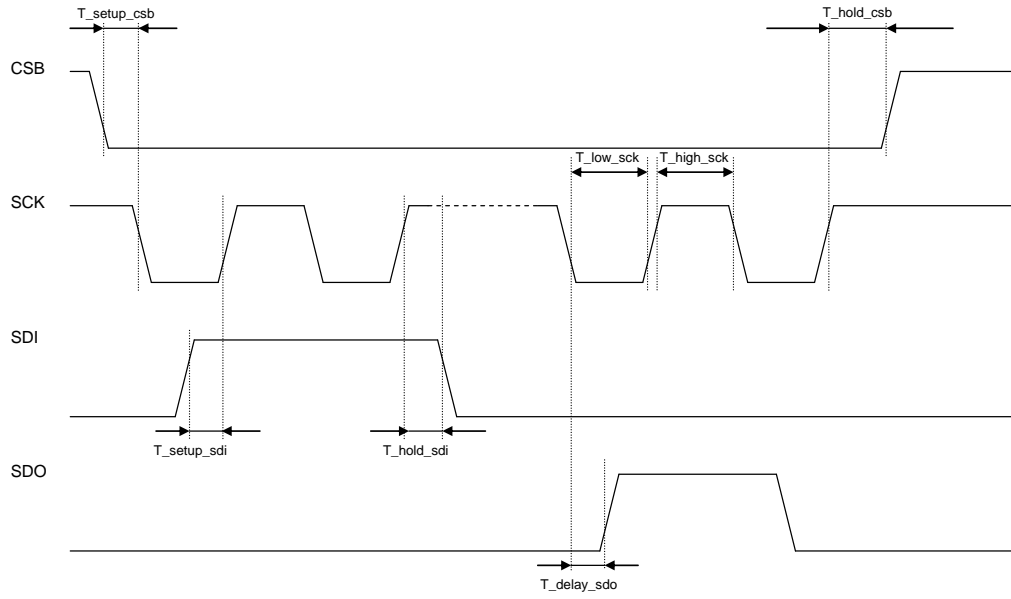 T_setup_csb
T_hold_csb
CSB
T_low_sck
T_high_sck
SCK
SDI
T_setup_sdi
T_hold_sdi
SDO
T_delay_sdo